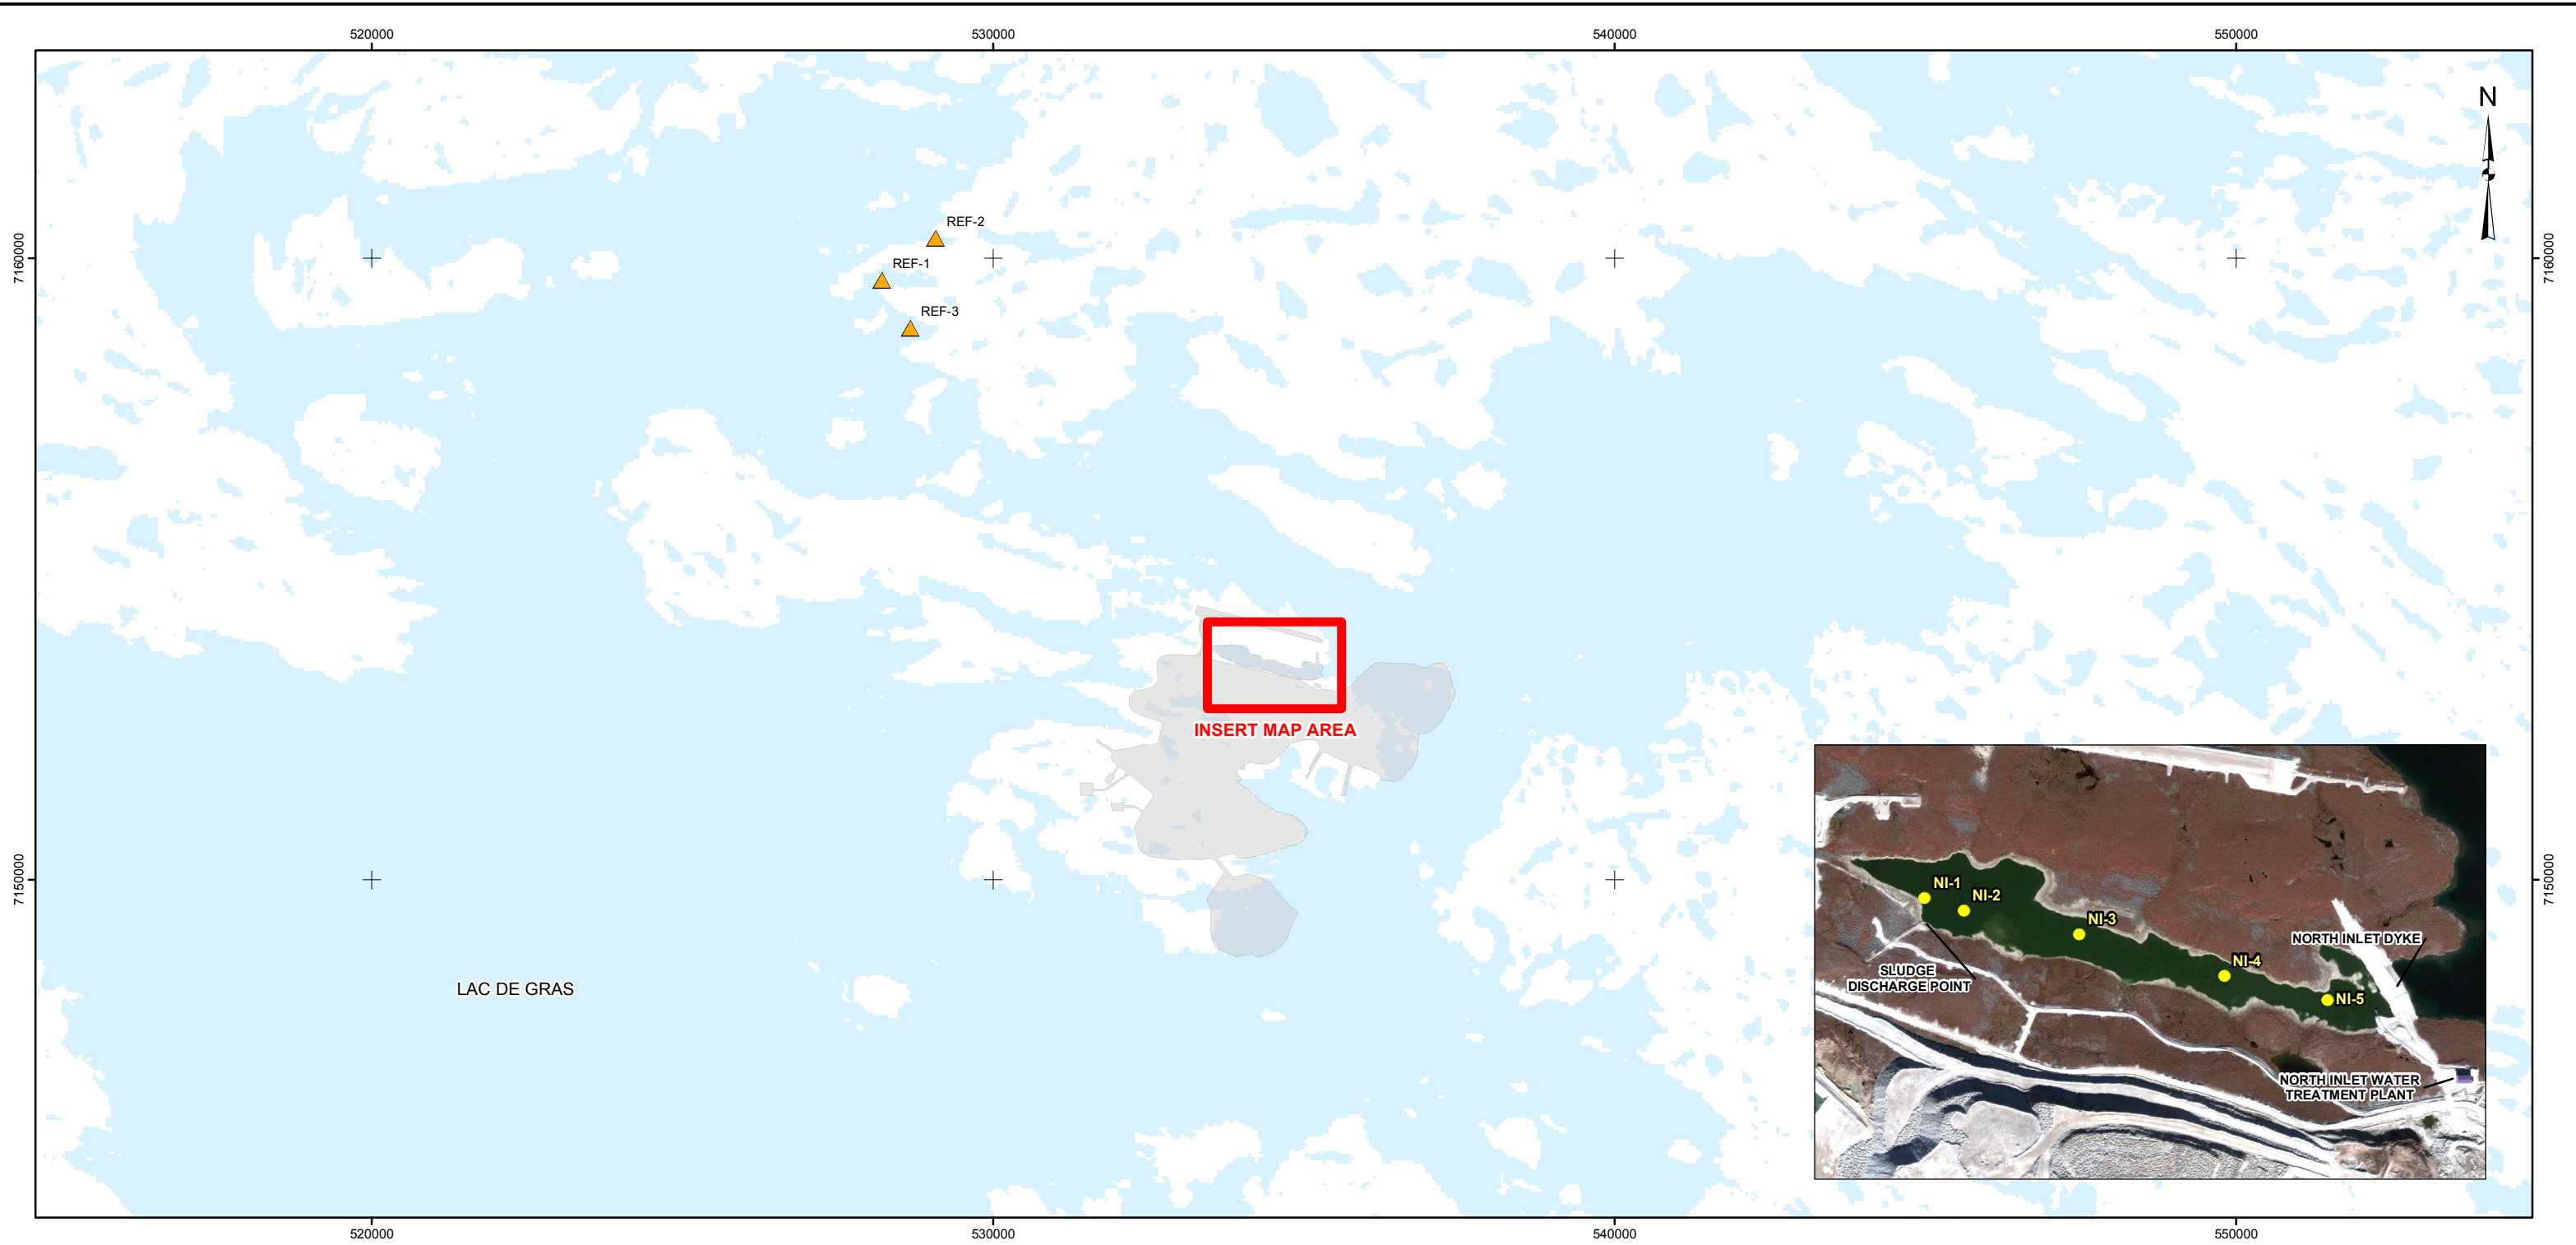 520000
530000
540000
550000
N
7160000
7160000
REF-2
REF-1
REF-3
INSERT MAP AREA
7150000
7150000
LAC DE GRAS
NI-1
NI-2
NI-3
NI-4
NI-5
NORTH INLET DYKE
SLUDGE
DISCHARGE POINT
NORTH INLET WATER
TREATMENT PLANT
520000
530000
540000
550000